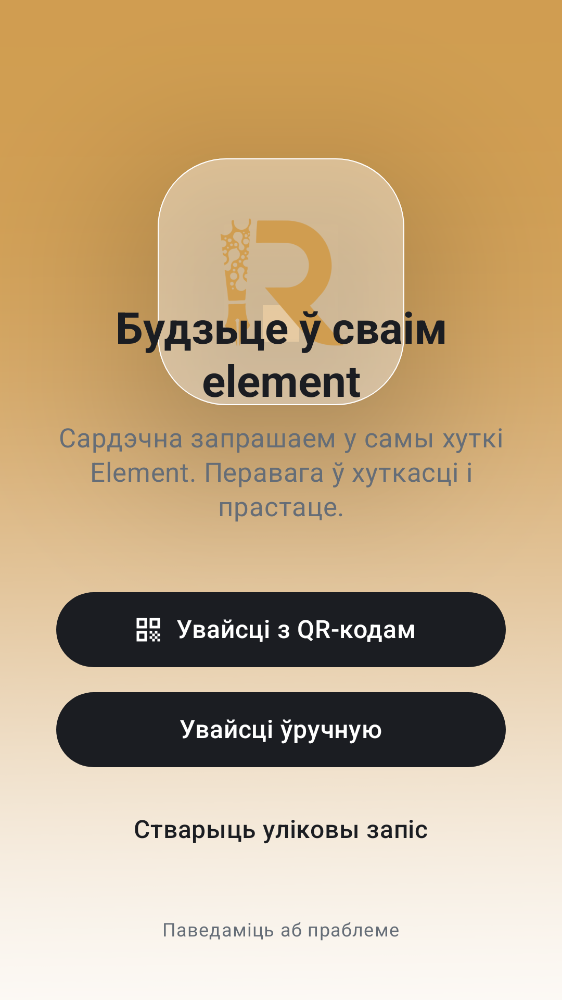 Будзьце ў сваім
element
Сардэчна запрашаем у самы хуткі
Element. Перавага ў хуткасці і
прастаце.
Увайсці з QR-кодам
Увайсці ўручную
Стварыць уліковы запіс
Паведаміць аб праблеме